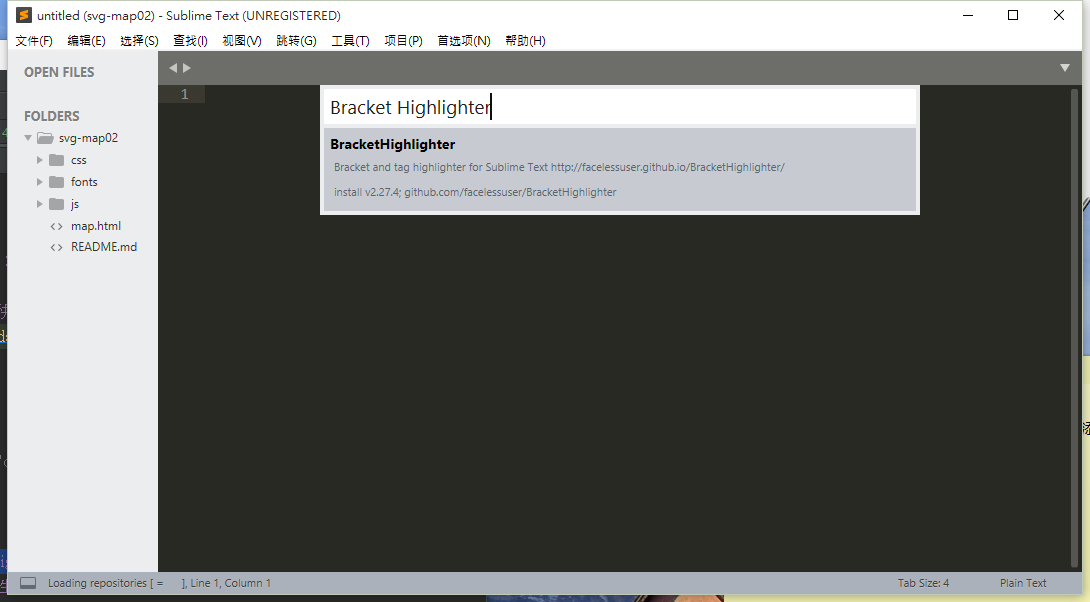 untitled (svg-map02) - Sublime Text (UNREGISTERED)
文件(F) 编辑(E) 选择(S) 查找(I) 视图(V) 跳转(G) 工具(T) 项目(P) 首选项(N) 帮助(H)
OPEN FILES
FOLDERS
svg-map02
css
fonts
js
map.html
README.md
1
Bracket Highlighter
BracketHighlighter
Bracket and tag highlighter for Sublime Text http://facelessuser.github.io/BracketHighlighter/
install v2.27.4; github.com/facelessuser/BracketHighlighter
Loading repositories [ = ], Line 1, Column 1
Tab Size: 4
Plain Text